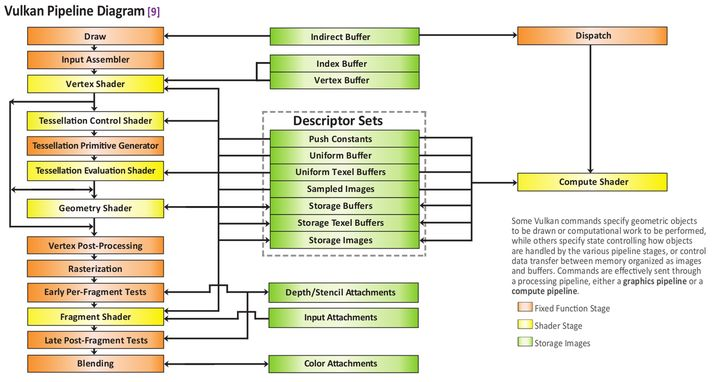 Vulkan Pipeline Diagram [9]
Draw
Input Assembler
Vertex Shader
Tessellation Control Shader
Tessellation Primitive Generator
Tessellation Evaluation Shader
Geometry Shader
Vertex Post-Processing
Rasterization
Early Per-Fragment Tests
Fragment Shader
Late Post-Fragment Tests
Blending
Indirect Buffer
Index Buffer
Vertex Buffer
Descriptor Sets
Push Constants
Uniform Buffer
Uniform Texel Buffers
Sampled Images
Storage Buffers
Storage Texel Buffers
Storage Images
Depth/Stencil Attachments
Input Attachments
Color Attachments
Dispatch
Compute Shader
Some Vulkan commands specify geometric objects
to be drawn or computational work to be performed,
while others specify state controlling how objects
are handled by the various pipeline stages, or control
data transfer between memory organized as images
and buffers. Commands are effectively sent through
a processing pipeline, either a graphics pipeline or a
compute pipeline.
Fixed Function Stage
Shader Stage
Storage Images